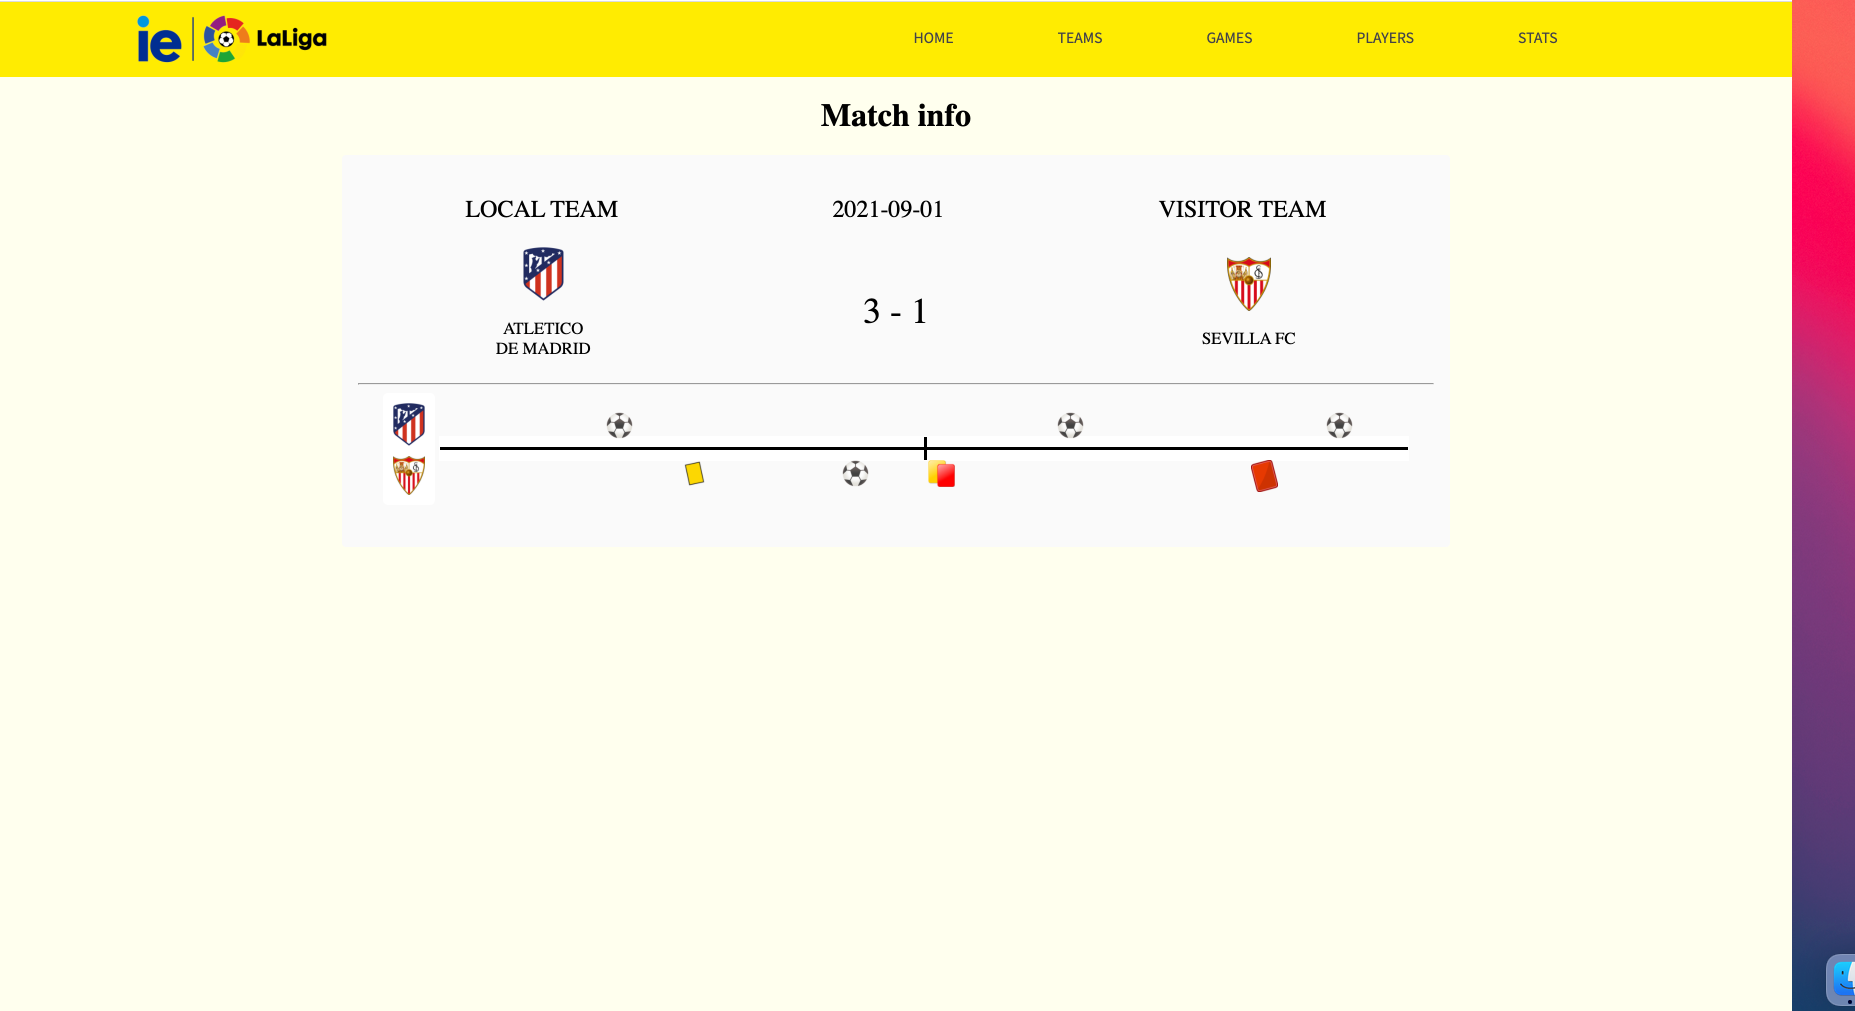 ie LaLiga
HOME TEAMS GAMES PLAYERS STATS
Match info
LOCAL TEAM 2021-09-01 VISITOR TEAM
3 - 1
ATLETICO
DE MADRID
SEVILLA FC